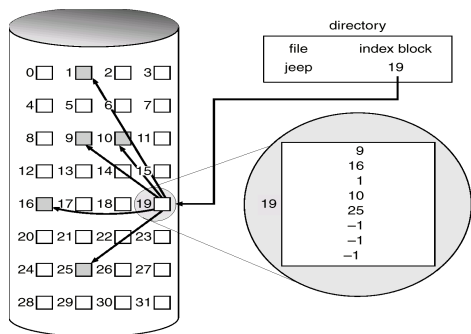 directory
file index block
jeep 19
0 1 2 3
4 5 6 7
8 9 10 11
12 13 14 15
16 17 18 19
20 21 22 23
24 25 26 27
28 29 30 31
19
9
16
1
10
25
–1
–1
–1